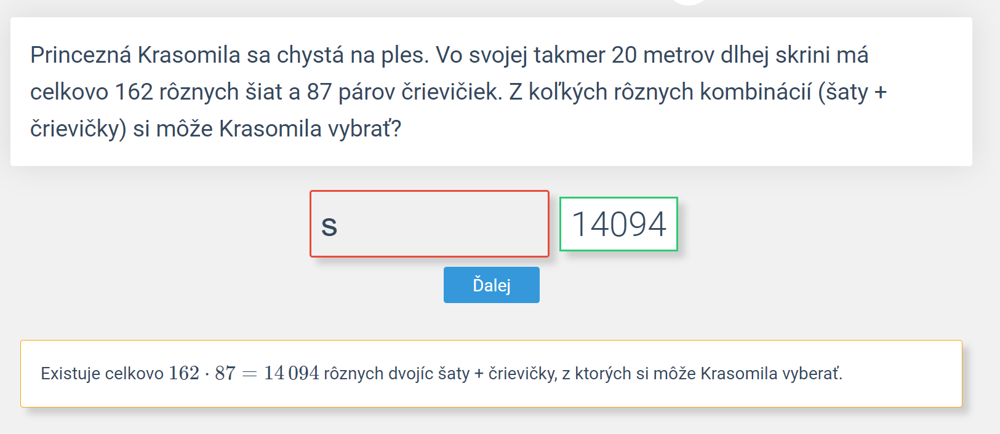 Princezná Krasomila sa chystá na ples. Vo svojej takmer 20 metrov dlhej skrini má
celkovo 162 rôznych šiat a 87 párov črievičiek. Z koľkých rôznych kombinácií (šaty +
črievičky) si môže Krasomila vybrať?
s 14094
Ďalej
Existuje celkovo 162 · 87 = 14 094 rôznych dvojíc šaty + črievičky, z ktorých si môže Krasomila vyberať.